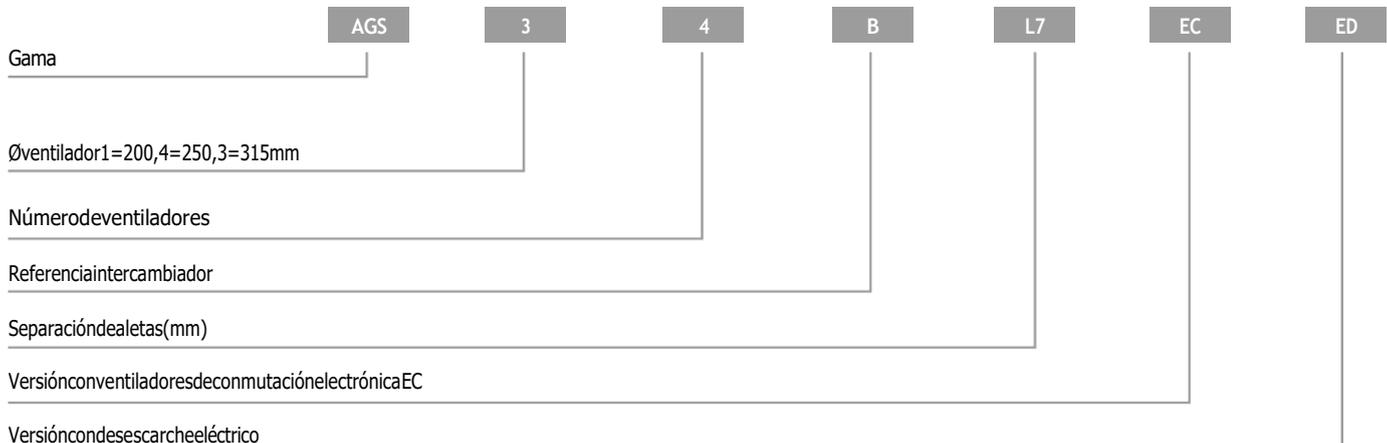 AGS 3 4 B L7 EC ED
Gama
Øventilador1=200,4=250,3=315mm
Númerodeventiladores
Referenciaintercambiador
Separacióndealetas(mm)
VersiónconventiladoresdeconmutaciónelectrónicaEC
Versióncondesescarcheeléctrico